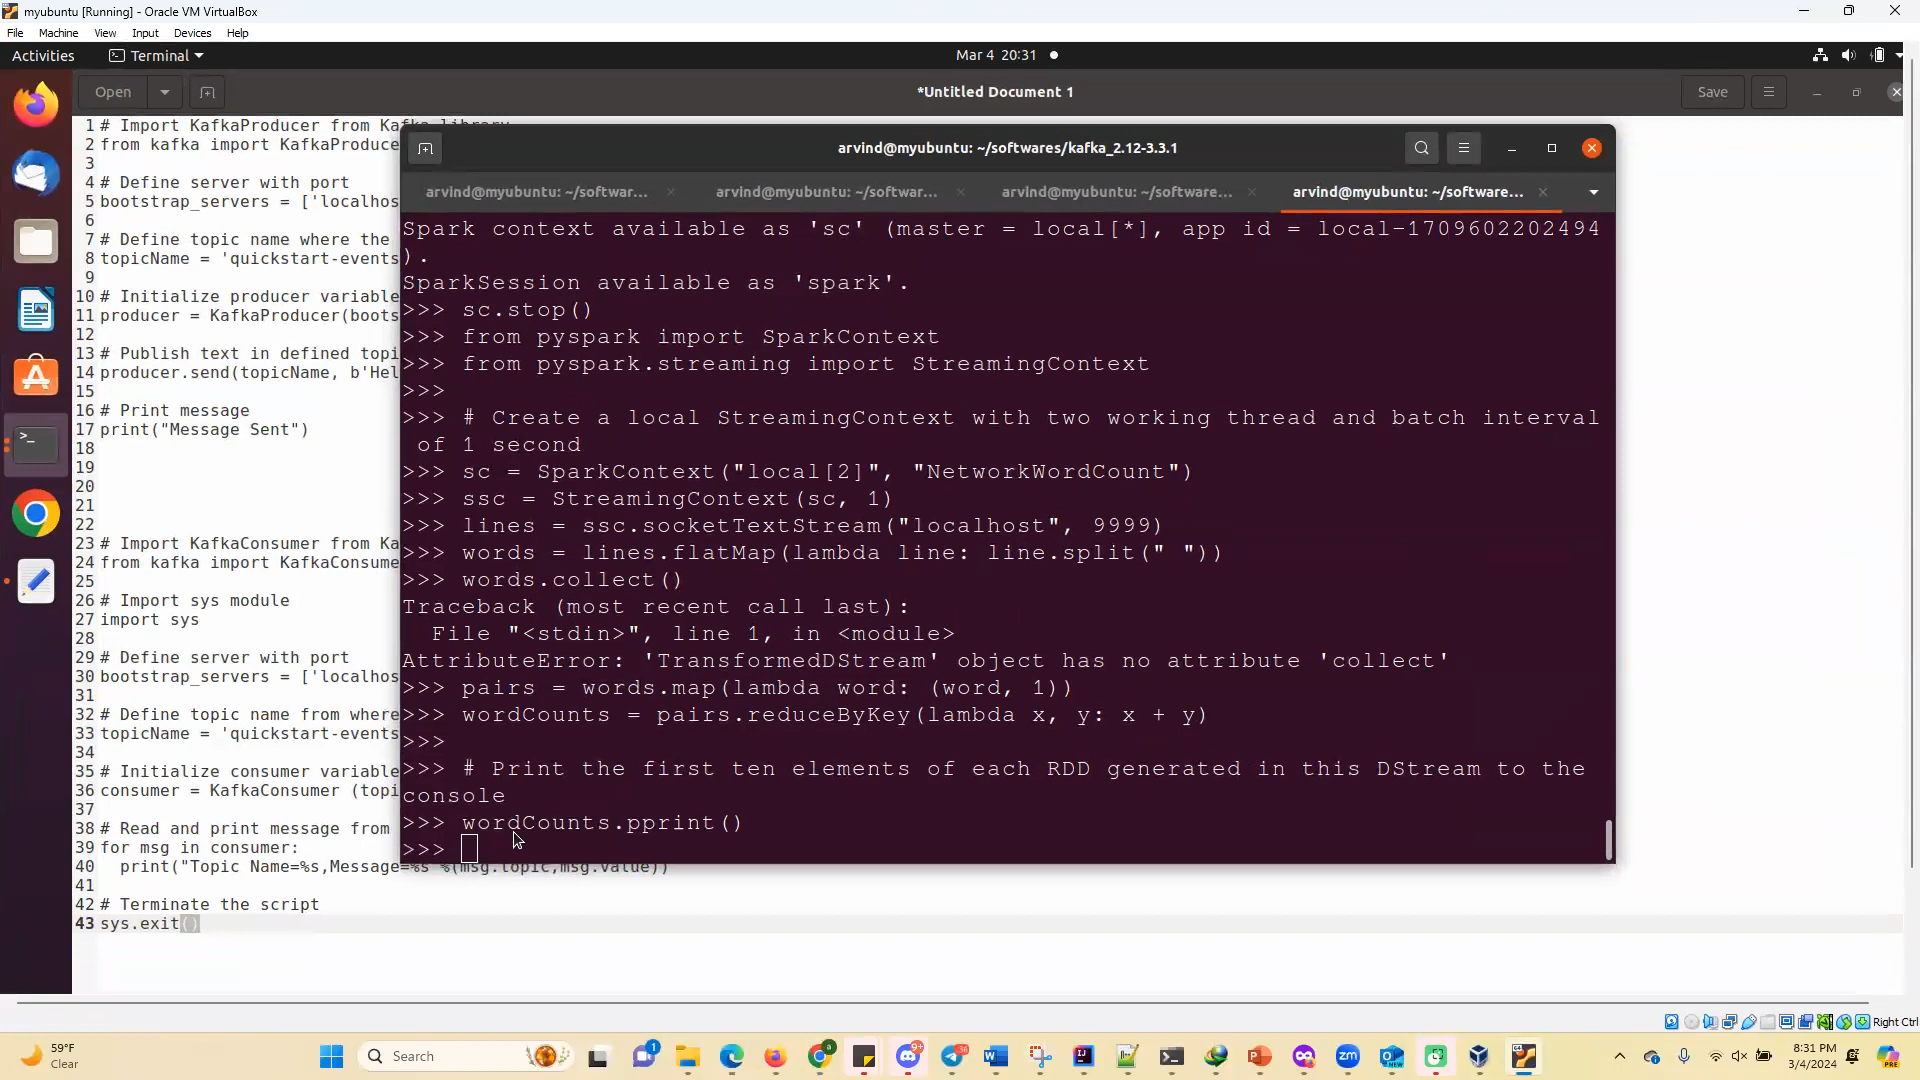 myubuntu [Running] - Oracle VM VirtualBox
File Machine View Input Devices Help
Activities Terminal Mar 4 20:31
Open *Untitled Document 1 Save
1 # Import KafkaProducer from Kafka library
2 from kafka import KafkaProduce
3
4 # Define server with port
5 bootstrap_servers = ['localhos
6
7 # Define topic name where the
8 topicName = 'quickstart-events
9
10 # Initialize producer variable
11 producer = KafkaProducer(boots
12
13 # Publish text in defined topi
14 producer.send(topicName, b'Hel
15
16 # Print message
17 print("Message Sent")
18
19
20
21
22
23 # Import KafkaConsumer from Ka
24 from kafka import KafkaConsume
25
26 # Import sys module
27 import sys
28
29 # Define server with port
30 bootstrap_servers = ['localhos
31
32 # Define topic name from where
33 topicName = 'quickstart-events
34
35 # Initialize consumer variable
36 consumer = KafkaConsumer (topi
37
38 # Read and print message from
39 for msg in consumer:
40 print("Topic Name=%s,Message=%s"%(msg.topic,msg.value))
41
42 # Terminate the script
43 sys.exit()
arvind@myubuntu: ~/softwares/kafka_2.12-3.3.1
arvind@myubuntu: ~/softwar... arvind@myubuntu: ~/softwar... arvind@myubuntu: ~/software... arvind@myubuntu: ~/software...
Spark context available as 'sc' (master = local[*], app id = local-1709602202494
).
SparkSession available as 'spark'.
>>> sc.stop()
>>> from pyspark import SparkContext
>>> from pyspark.streaming import StreamingContext
>>>
>>> # Create a local StreamingContext with two working thread and batch interval
of 1 second
>>> sc = SparkContext("local[2]", "NetworkWordCount")
>>> ssc = StreamingContext(sc, 1)
>>> lines = ssc.socketTextStream("localhost", 9999)
>>> words = lines.flatMap(lambda line: line.split(" "))
>>> words.collect()
Traceback (most recent call last):
File "<stdin>", line 1, in <module>
AttributeError: 'TransformedDStream' object has no attribute 'collect'
>>> pairs = words.map(lambda word: (word, 1))
>>> wordCounts = pairs.reduceByKey(lambda x, y: x + y)
>>>
>>> # Print the first ten elements of each RDD generated in this DStream to the
console
>>> wordCounts.pprint()
>>>
Right Ctrl
59°F
Clear
Search
8:31 PM
3/4/2024